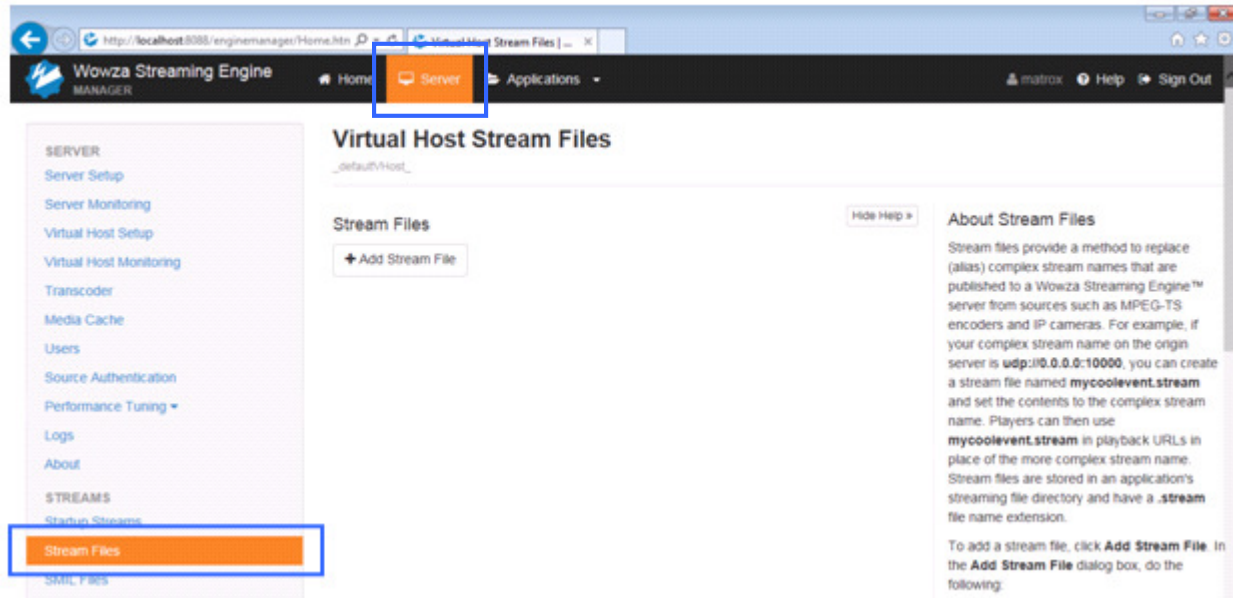 http://localhost:8088/enginemanager/Home.htn
Virtual Host Stream Files | ...
Wowza Streaming Engine
MANAGER
Home
Server
Applications
matrox
Help
Sign Out
SERVER
Server Setup
Server Monitoring
Virtual Host Setup
Virtual Host Monitoring
Transcoder
Media Cache
Users
Source Authentication
Performance Tuning
Logs
About
STREAMS
Startup Streams
Stream Files
SMIL Files
Virtual Host Stream Files
_defaultVHost_
Stream Files
+ Add Stream File
Hide Help »
About Stream Files
Stream files provide a method to replace
(alias) complex stream names that are
published to a Wowza Streaming Engine™
server from sources such as MPEG-TS
encoders and IP cameras. For example, if
your complex stream name on the origin
server is udp://0.0.0.0:10000, you can create
a stream file named mycoolevent.stream
and set the contents to the complex stream
name. Players can then use
mycoolevent.stream in playback URLs in
place of the more complex stream name.
Stream files are stored in an application's
streaming file directory and have a .stream
file name extension.
To add a stream file, click Add Stream File. In
the Add Stream File dialog box, do the
following: